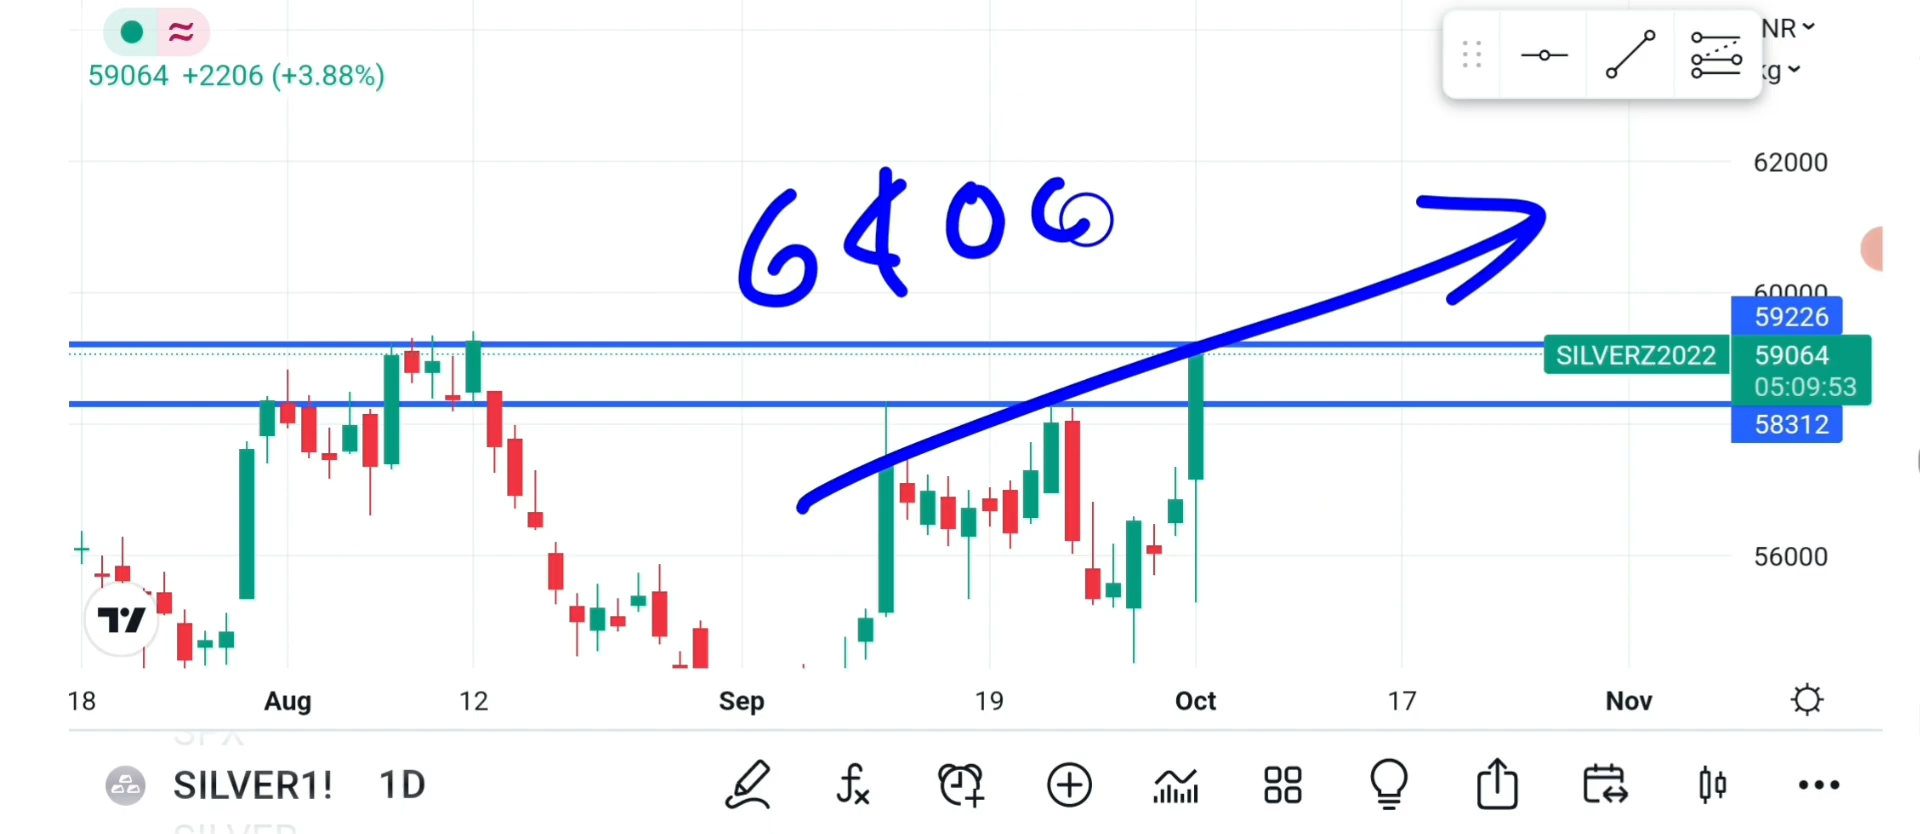 59064 +2206 (+3.88%)
NR
kg
62000
60000
59226
SILVERZ2022 59064
05:09:53
58312
56000
18 Aug 12 Sep 19 Oct 17 Nov
SILVER1! 1D